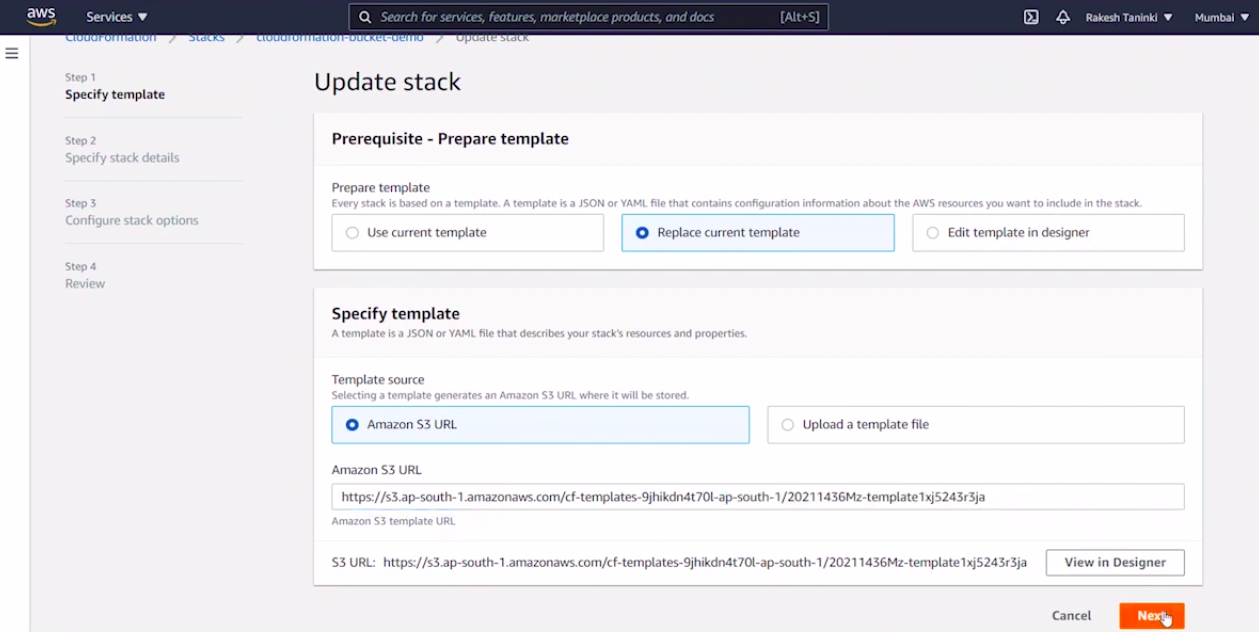 aws Services ▼ Search for services, features, marketplace products, and docs [Alt+S] Rakesh Taninki ▼ Mumbai ▼
CloudFormation > Stacks > cloudformation-bucket-demo > Update stack
Step 1
Specify template
Step 2
Specify stack details
Step 3
Configure stack options
Step 4
Review
Update stack
Prerequisite - Prepare template
Prepare template
Every stack is based on a template. A template is a JSON or YAML file that contains configuration information about the AWS resources you want to include in the stack.
Use current template Replace current template Edit template in designer
Specify template
A template is a JSON or YAML file that describes your stack's resources and properties.
Template source
Selecting a template generates an Amazon S3 URL where it will be stored.
Amazon S3 URL Upload a template file
Amazon S3 URL
https://s3.ap-south-1.amazonaws.com/cf-templates-9jhikdn4t70l-ap-south-1/20211436Mz-template1xj5243r3ja
Amazon S3 template URL
S3 URL: https://s3.ap-south-1.amazonaws.com/cf-templates-9jhikdn4t70l-ap-south-1/20211436Mz-template1xj5243r3ja View in Designer
Cancel Next